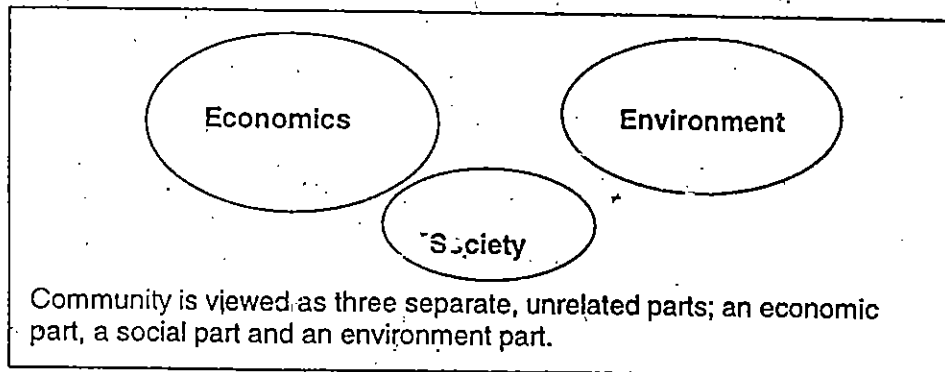 Economics
Environment
Society
Community is viewed as three separate, unrelated parts; an economic
part, a social part and an environment part.